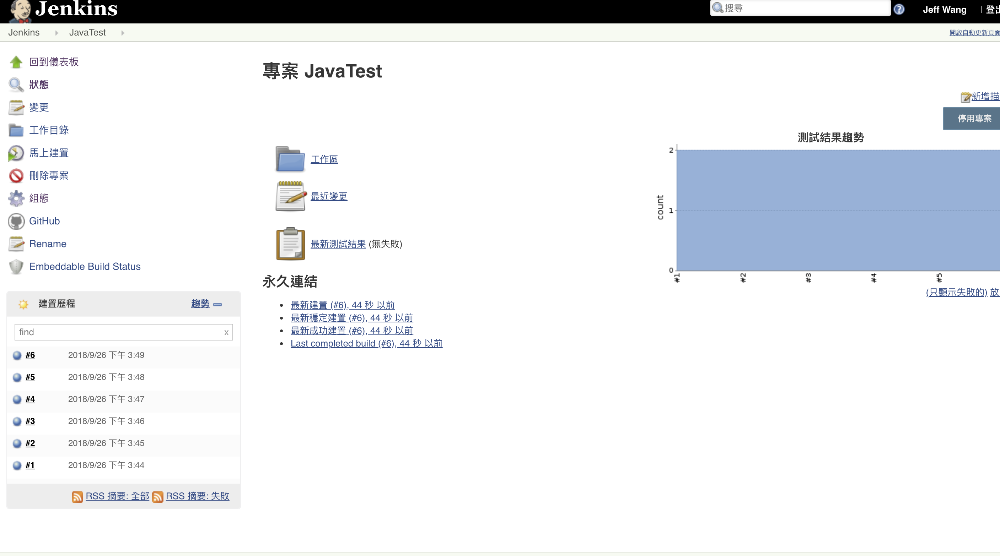 Jenkins
搜尋
Jeff Wang
| 登出
Jenkins
JavaTest
開啟自動更新頁面
回到儀表板
狀態
變更
工作目錄
馬上建置
刪除專案
組態
GitHub
Rename
Embeddable Build Status
建置歷程
趨勢
find
x
#6 2018/9/26 下午 3:49
#5 2018/9/26 下午 3:48
#4 2018/9/26 下午 3:47
#3 2018/9/26 下午 3:46
#2 2018/9/26 下午 3:45
#1 2018/9/26 下午 3:44
RSS 摘要: 全部 RSS 摘要: 失敗
專案 JavaTest
新增描
停用專案
工作區
最近變更
最新測試結果 (無失敗)
永久連結
最新建置 (#6), 44 秒 以前
最新穩定建置 (#6), 44 秒 以前
最新成功建置 (#6), 44 秒 以前
Last completed build (#6), 44 秒 以前
測試結果趨勢
count
2
1
0
#1 #2 #3 #4 #5
(只顯示失敗的) 放